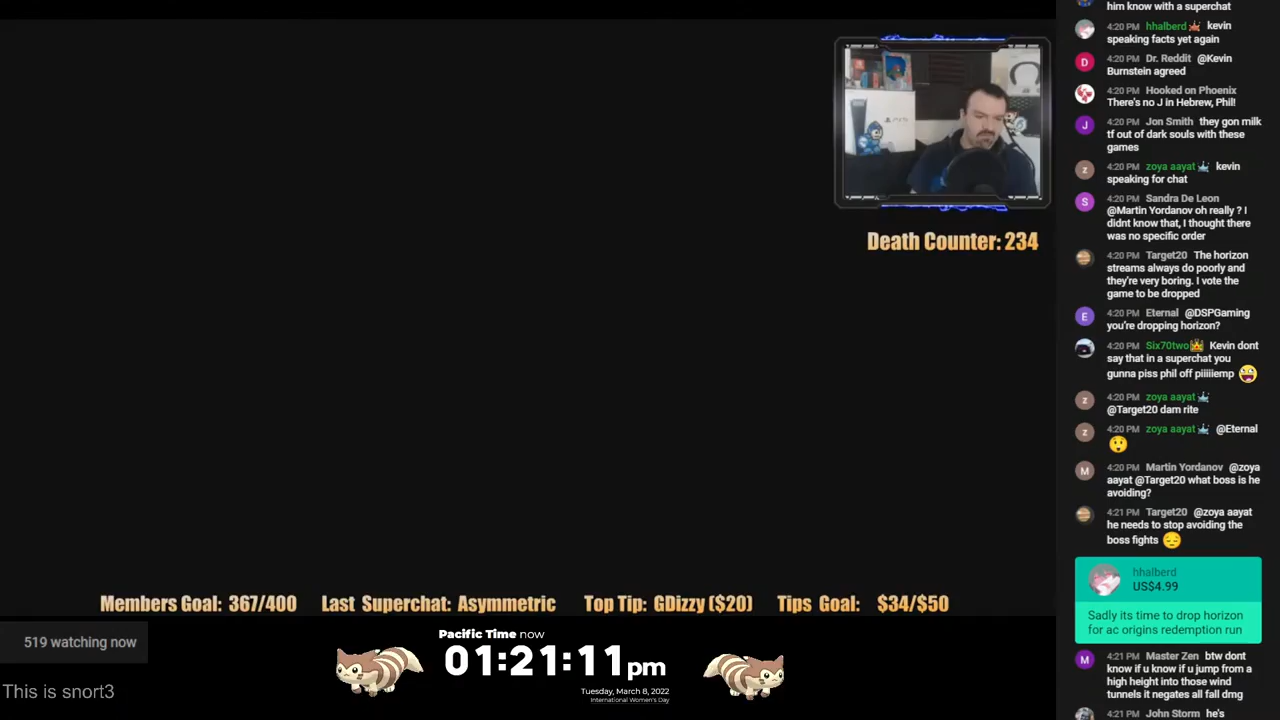 Death Counter: 234
Members Goal: 367/400
Last Superchat: Asymmetric
Top Tip: GDizzy ($20)
Tips Goal: $34/$50
519 watching now
This is snort3
Pacific Time now
01:21:11pm
Tuesday, March 8, 2022
International Women's Day
him know with a superchat
4:20 PM hhalberd kevin
speaking facts yet again
4:20 PM Dr. Reddit @Kevin
Burnstein agreed
4:20 PM Hooked on Phoenix
There's no J in Hebrew, Phil!
4:20 PM Jon Smith they gon milk
tf out of dark souls with these
games
4:20 PM zoya aayat kevin
speaking for chat
4:20 PM Sandra De Leon
@Martin Yordanov oh really ? I
didnt know that, I thought there
was no specific order
4:20 PM Target20 The horizon
streams always do poorly and
they're very boring. I vote the
game to be dropped
4:20 PM Eternal @DSPGaming
you're dropping horizon?
4:20 PM Six70two Kevin dont
say that in a superchat you
gunna piss phil off piiiiiemp
4:20 PM zoya aayat
@Target20 dam rite
4:20 PM zoya aayat @Eternal
4:20 PM Martin Yordanov @zoya
aayat @Target20 what boss is he
avoiding?
4:21 PM Target20 @zoya aayat
he needs to stop avoiding the
boss fights
hhalberd
US$4.99
Sadly its time to drop horizon
for ac origins redemption run
4:21 PM Master Zen btw dont
know if u know if u jump from a
high height into those wind
tunnels it negates all fall dmg
4:21 PM John Storm he's